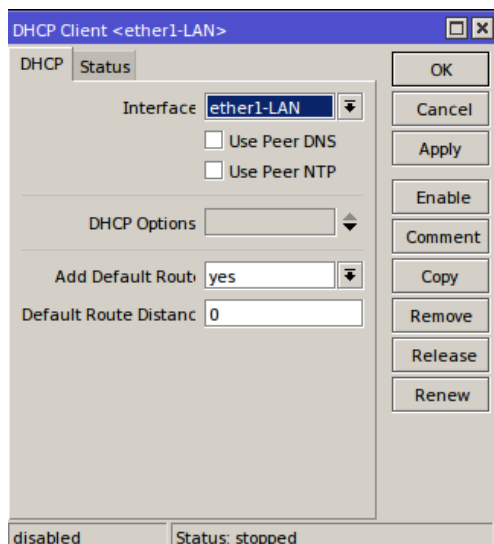 DHCP Client <ether1-LAN>
DHCP Status
OK
Interface ether1-LAN
Cancel
Use Peer DNS
Apply
Use Peer NTP
Enable
DHCP Options
Comment
Add Default Route yes
Copy
Default Route Distanc 0
Remove
Release
Renew
disabled Status: stopped